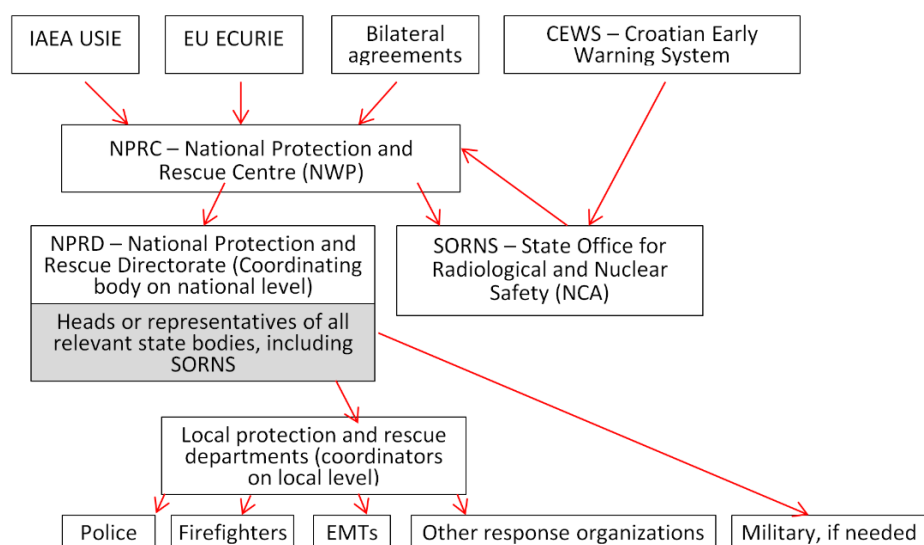 IAEA USIE
EU ECURIE
Bilateral
agreements
CEWS – Croatian Early
Warning System
NPRC – National Protection and
Rescue Centre (NWP)
NPRD – National Protection and
Rescue Directorate (Coordinating
body on national level)
Heads or representatives of all
relevant state bodies, including
SORNS
SORNS – State Office for
Radiological and Nuclear
Safety (NCA)
Local protection and rescue
departments (coordinators
on local level)
Police
Firefighters
EMTs
Other response organizations
Military, if needed